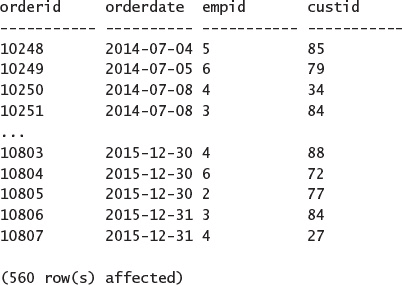 orderid     orderdate  empid       custid
----------- ---------- ----------- -----------
10248       2014-07-04 5           85
10249       2014-07-05 6           79
10250       2014-07-08 4           34
10251       2014-07-08 3           84
...
10803       2015-12-30 4           88
10804       2015-12-30 6           72
10805       2015-12-30 2           77
10806       2015-12-31 3           84
10807       2015-12-31 4           27
(560 row(s) affected)